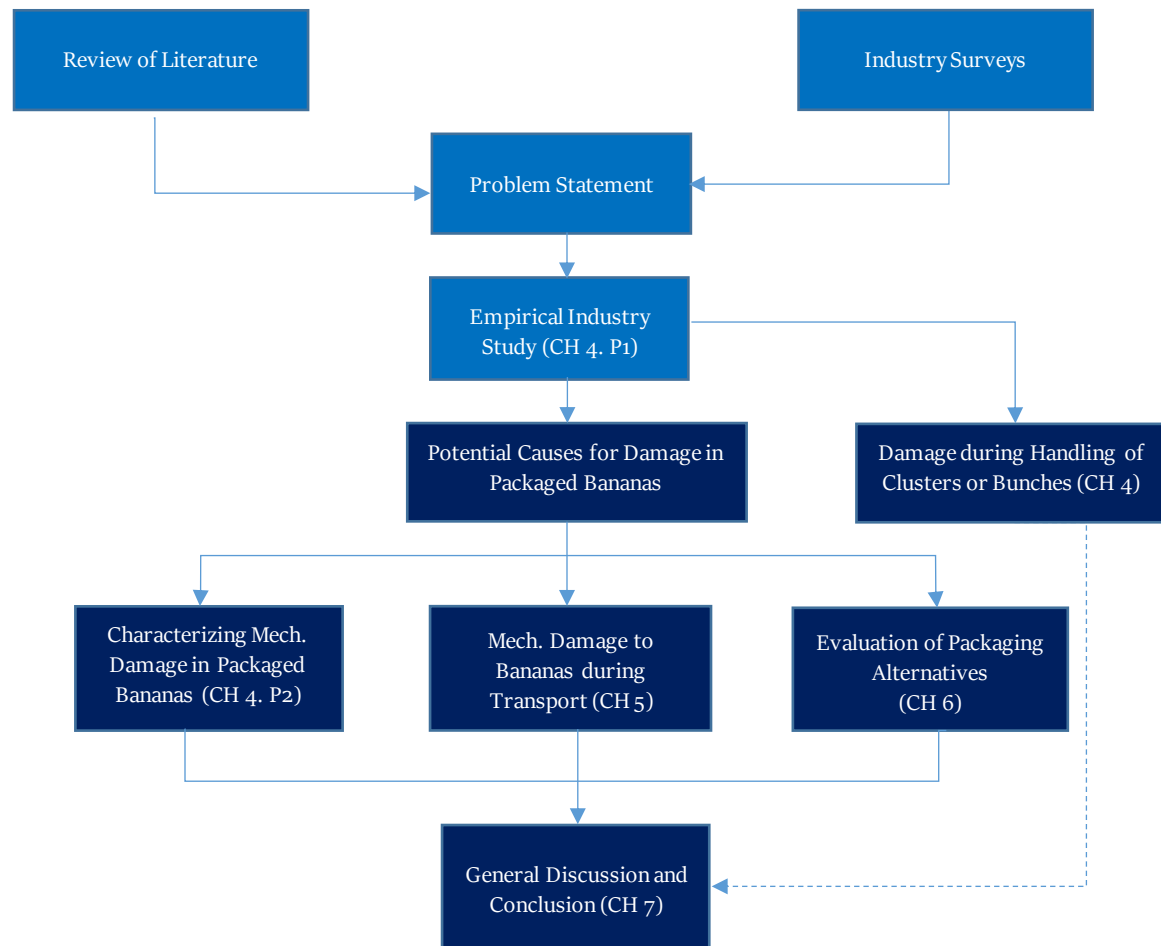 Review of Literature
Industry Surveys
Problem Statement
Empirical Industry
Study (CH 4. P1)
Potential Causes for Damage in
Packaged Bananas
Damage during Handling of
Clusters or Bunches (CH 4)
Characterizing Mech.
Damage in Packaged
Bananas (CH 4. P2)
Mech. Damage to
Bananas during
Transport (CH 5)
Evaluation of Packaging
Alternatives
(CH 6)
General Discussion and
Conclusion (CH 7)